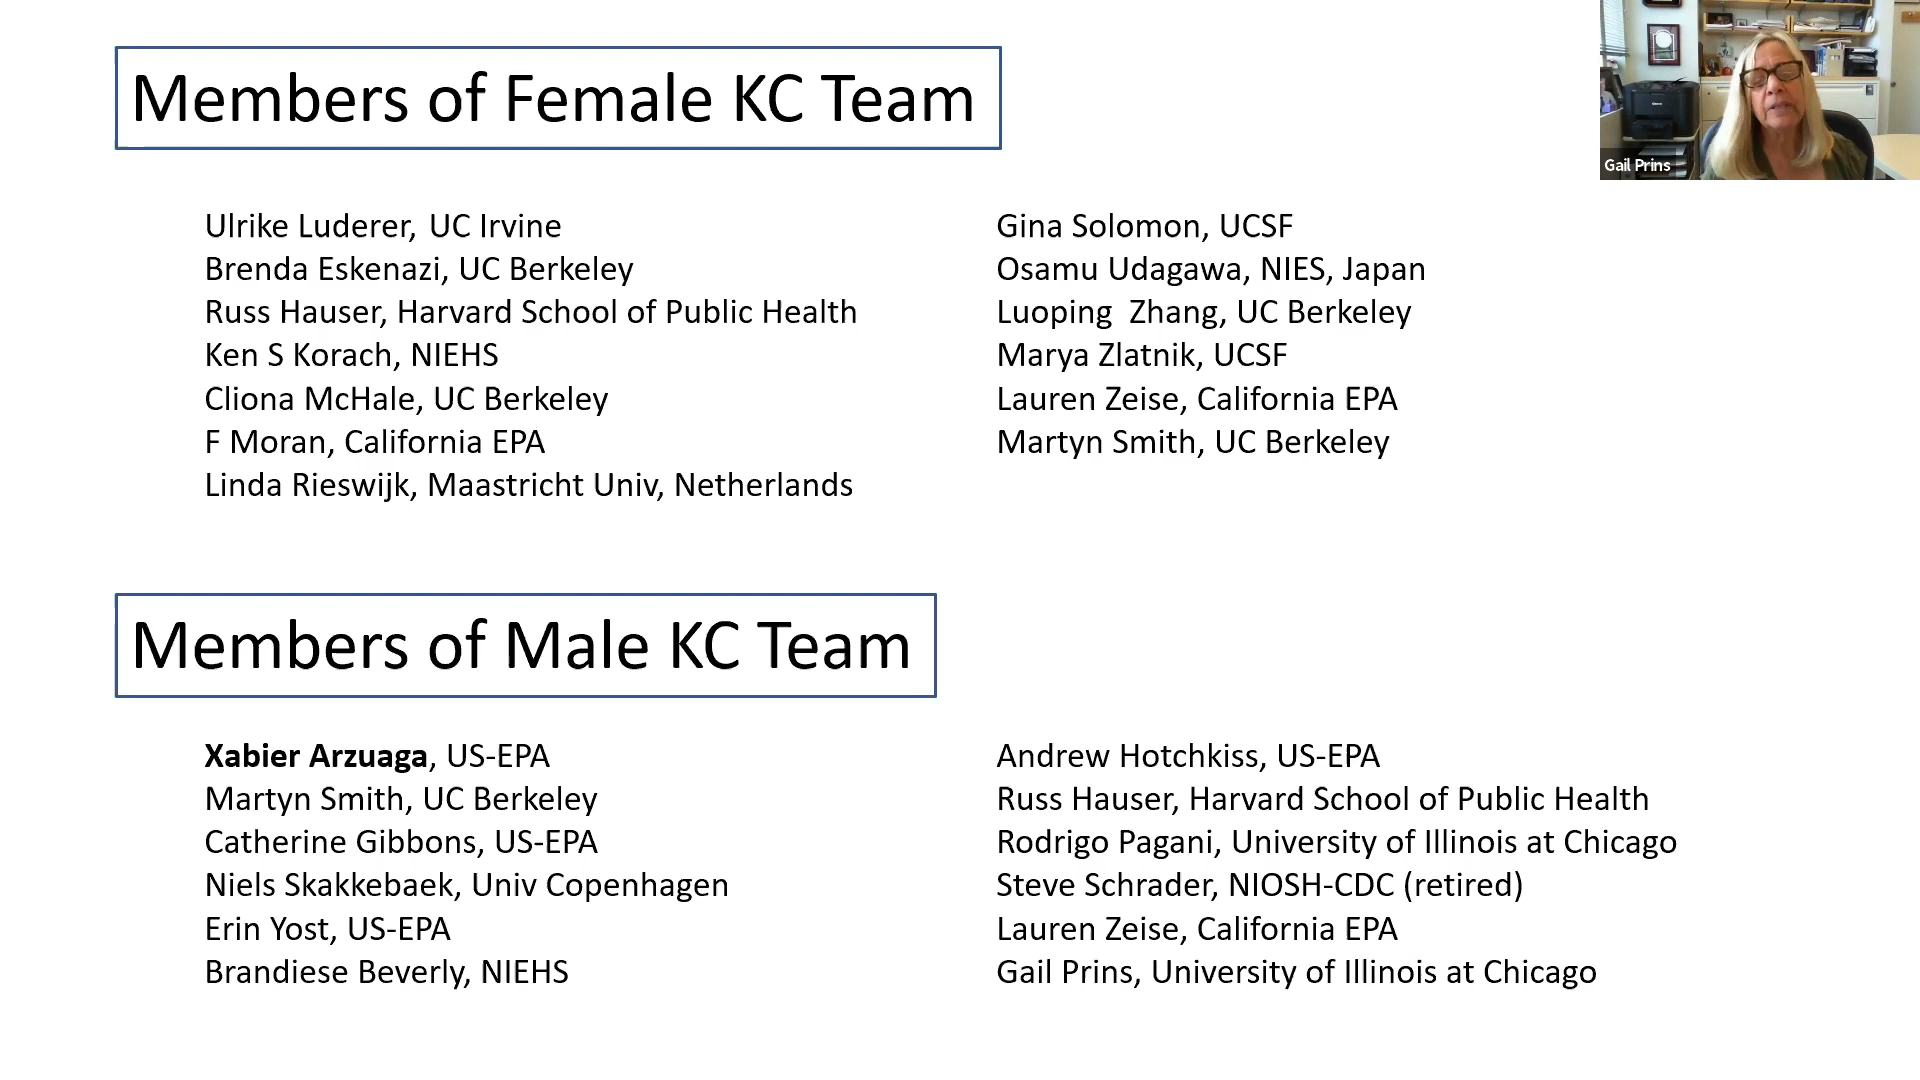 Members of Female KC Team
Gail Prins
Ulrike Luderer, UC Irvine
Brenda Eskenazi, UC Berkeley
Russ Hauser, Harvard School of Public Health
Ken S Korach, NIEHS
Cliona McHale, UC Berkeley
F Moran, California EPA
Linda Rieswijk, Maastricht Univ, Netherlands
Gina Solomon, UCSF
Osamu Udagawa, NIES, Japan
Luoping  Zhang, UC Berkeley
Marya Zlatnik, UCSF
Lauren Zeise, California EPA
Martyn Smith, UC Berkeley
Members of Male KC Team
Xabier Arzuaga, US-EPA
Martyn Smith, UC Berkeley
Catherine Gibbons, US-EPA
Niels Skakkebaek, Univ Copenhagen
Erin Yost, US-EPA
Brandiese Beverly, NIEHS
Andrew Hotchkiss, US-EPA
Russ Hauser, Harvard School of Public Health
Rodrigo Pagani, University of Illinois at Chicago
Steve Schrader, NIOSH-CDC (retired)
Lauren Zeise, California EPA
Gail Prins, University of Illinois at Chicago